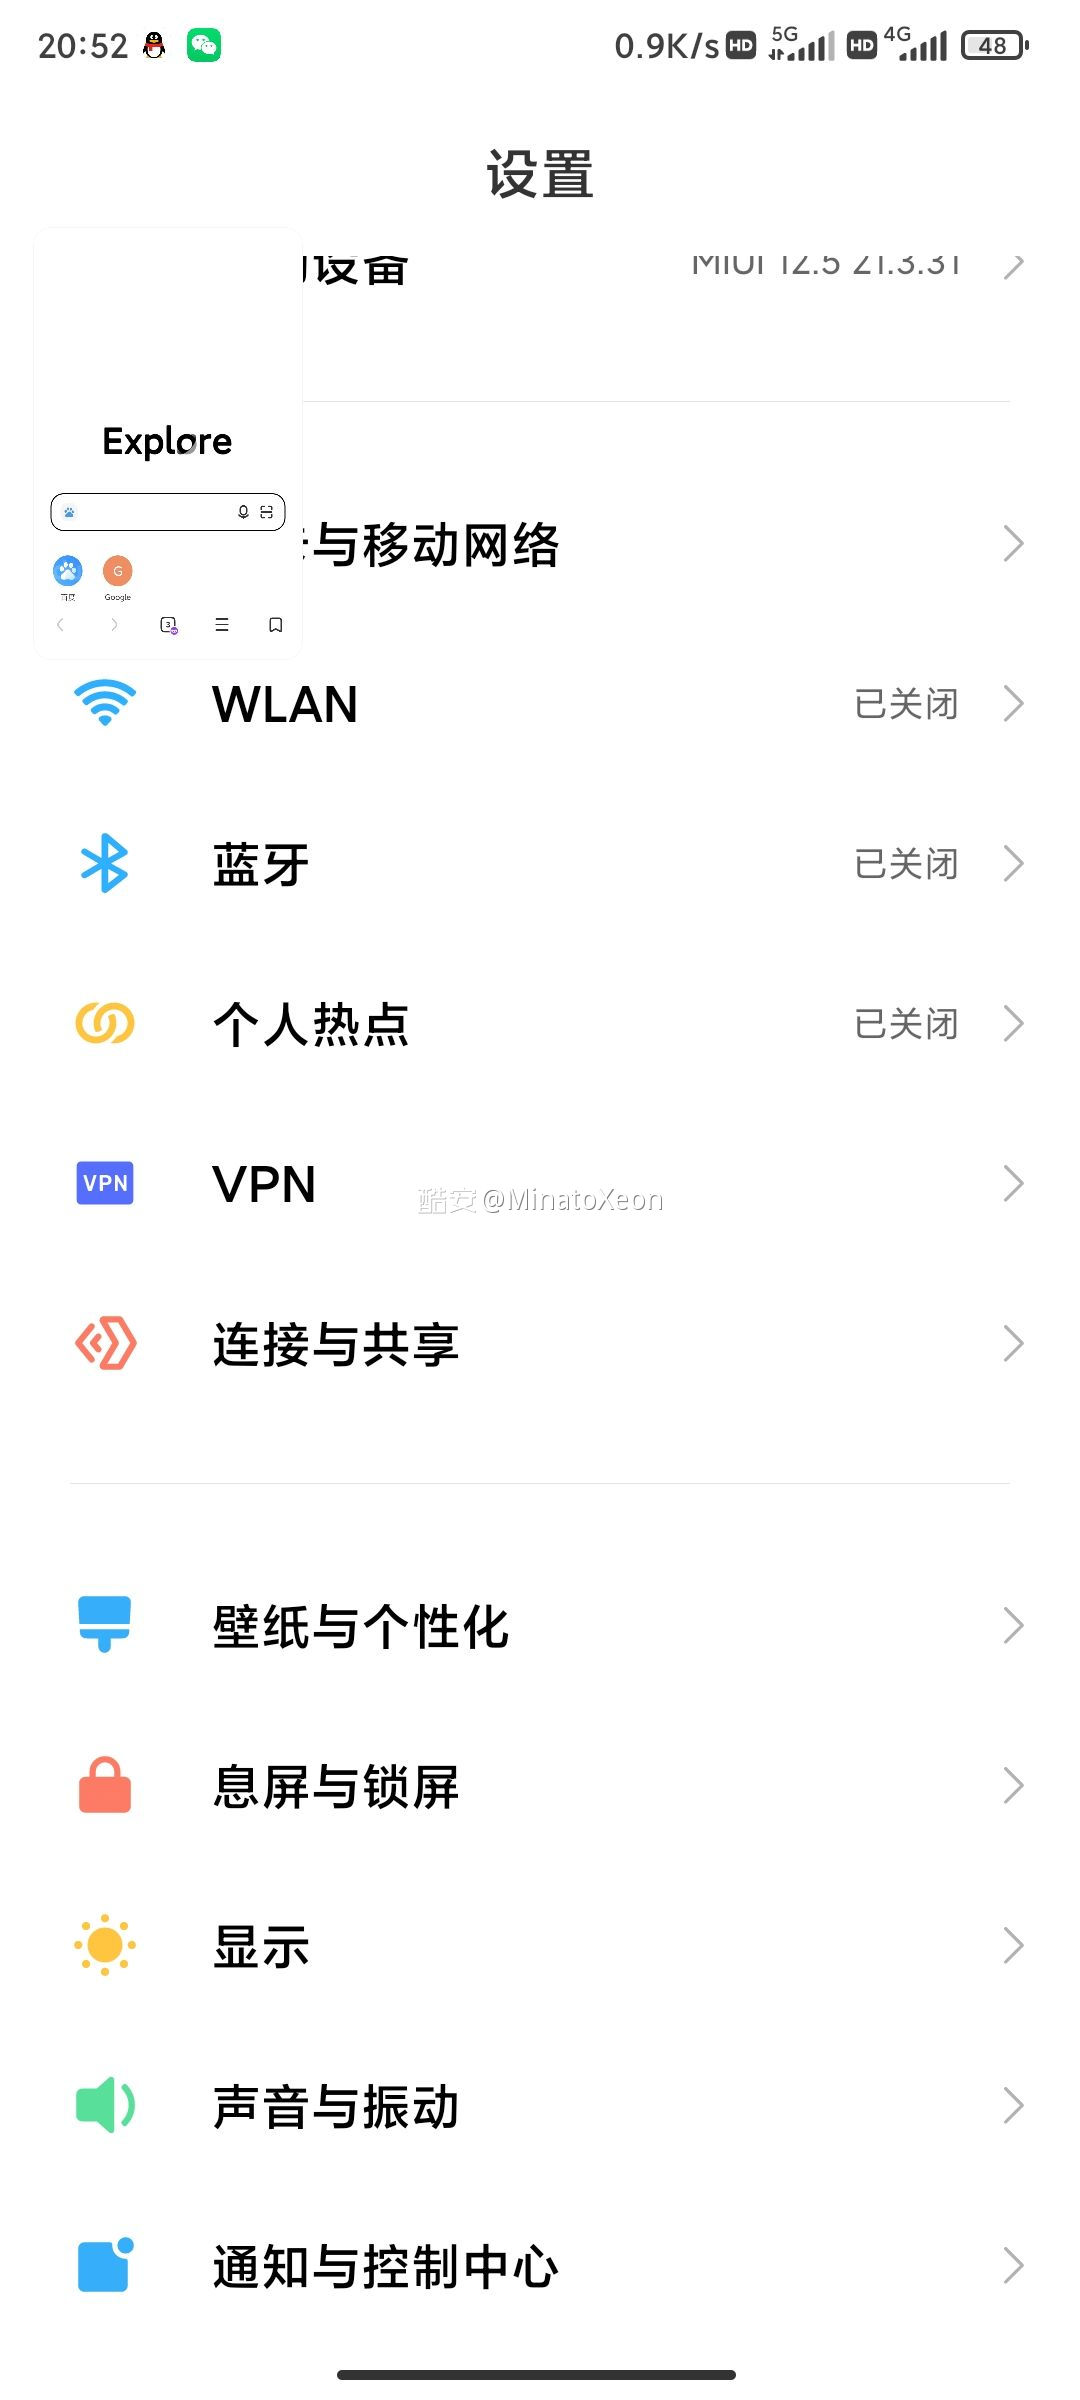 20:52
0.9K/s HD 5G HD 4G 48
设置
设备 MIUI 12.5 21.3.31
Explore
百度 Google
3
与移动网络
WLAN 已关闭
蓝牙 已关闭
个人热点 已关闭
VPN VPN
酷安 @MinatoXeon
连接与共享
壁纸与个性化
息屏与锁屏
显示
声音与振动
通知与控制中心